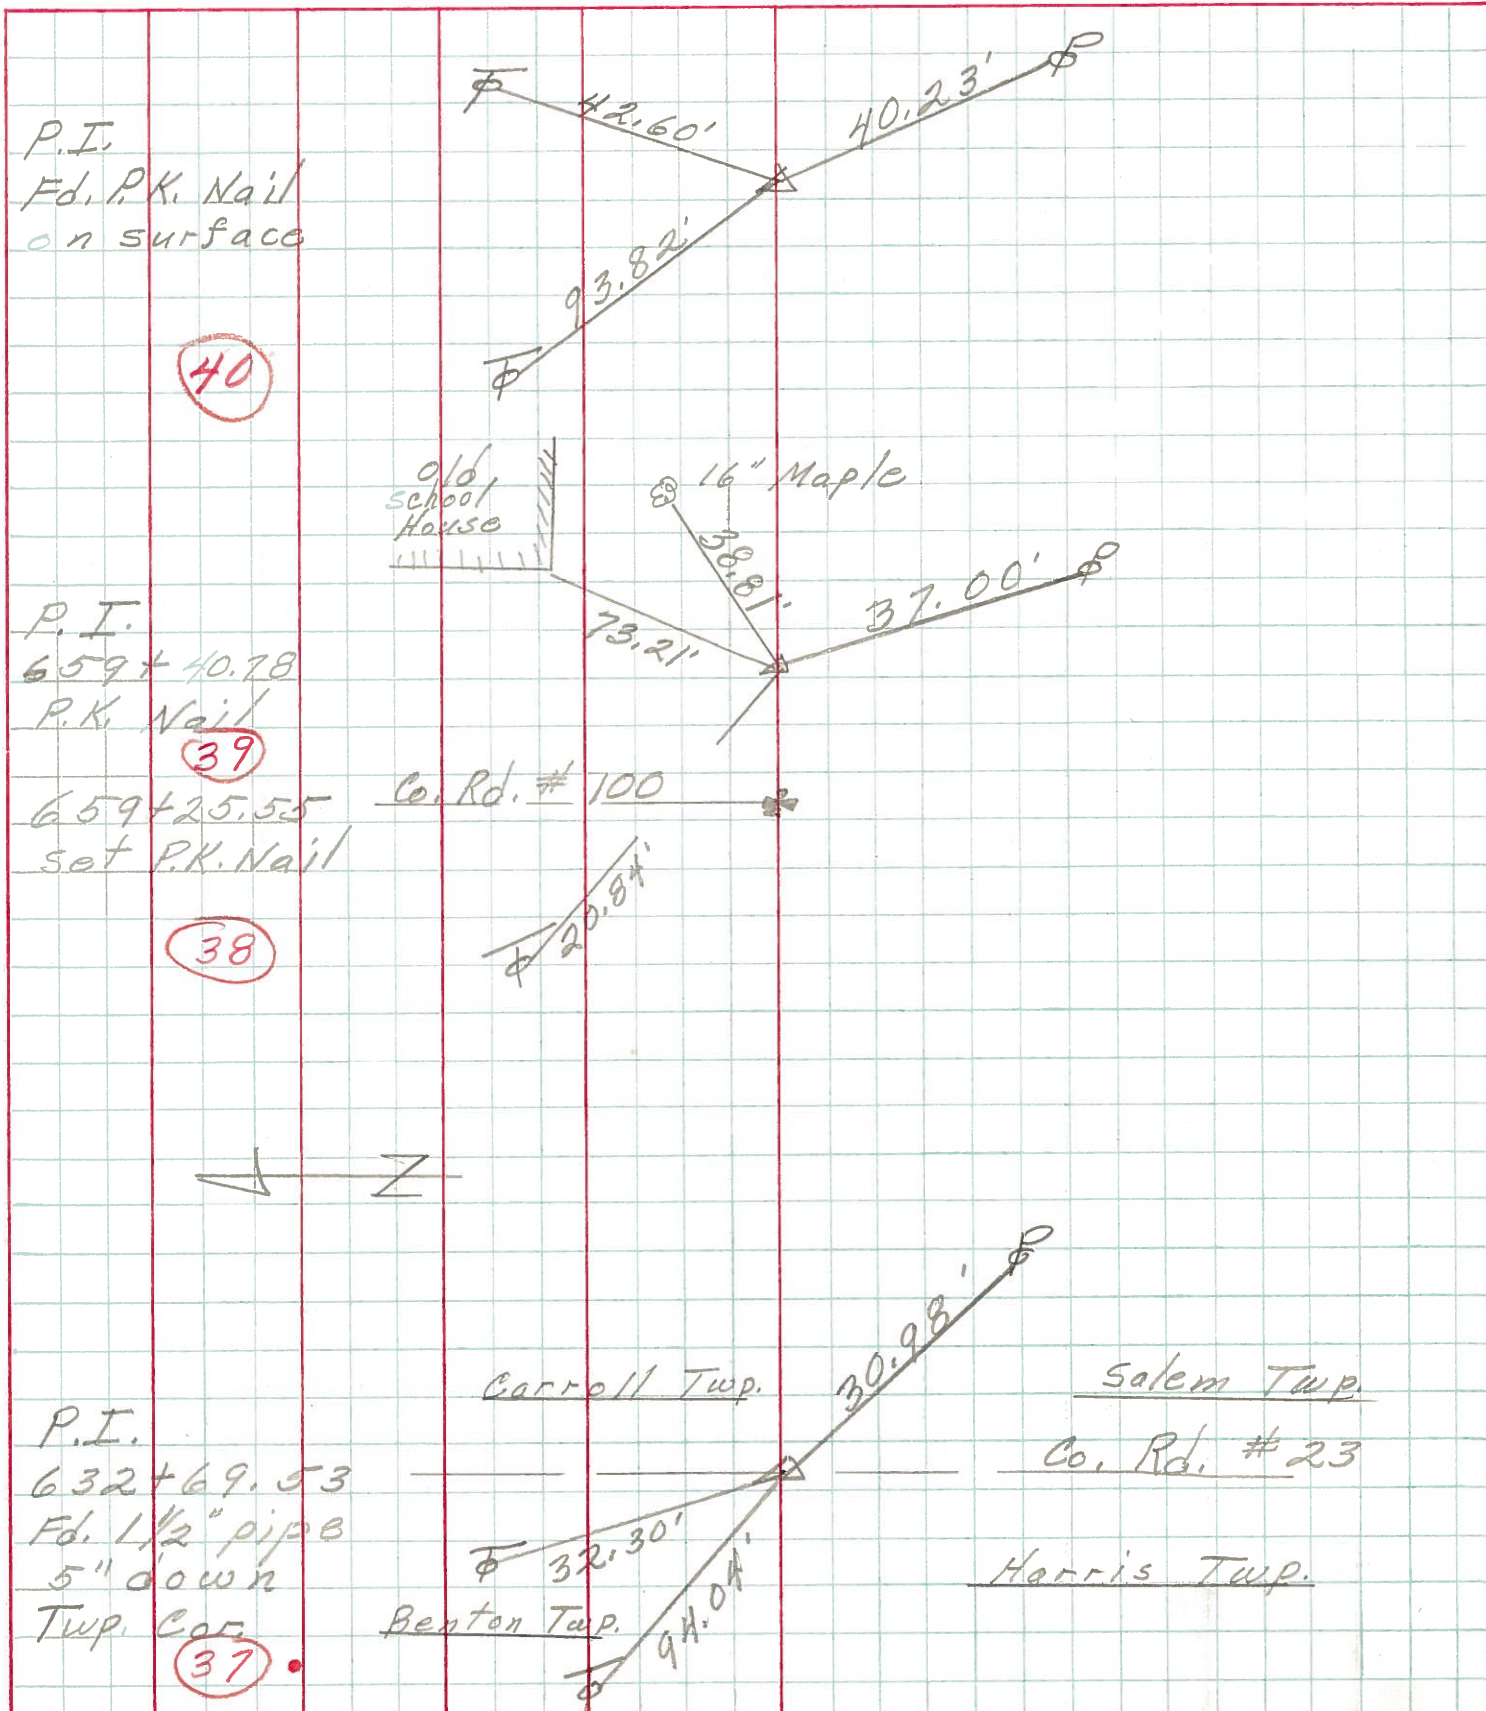 42.60'
40.23'
P.I.
Fd. P.K. Nail
on surface
93.82'
40
old
school
House
16" Maple
38.81'
37.00'
73.21'
P.I.
659+40.78
P.K. Nail
39
Co. Rd. # 100
659+25.55
set P.K. Nail
20.84'
38
N
30.98'
Carroll Twp.
Salem Twp.
P.I.
Co. Rd. # 23
632+69.53
Fd. 1 1/2" pipe
32.30'
5" down
Harris Twp.
94.04'
Twp. Cor.
Benton Twp.
37